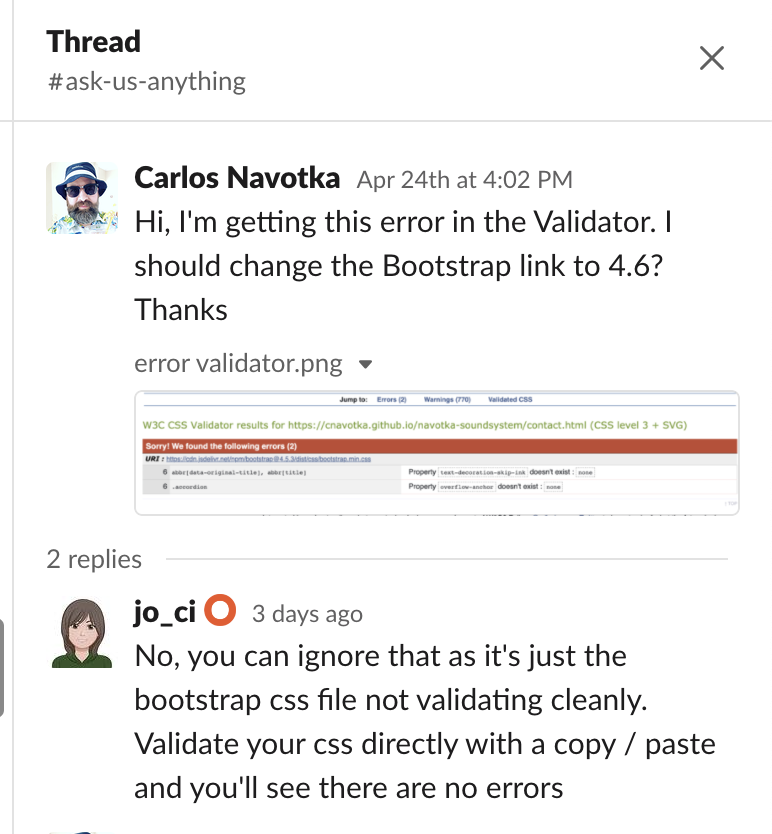 Thread
#ask-us-anything
Carlos Navotka Apr 24th at 4:02 PM
Hi, I'm getting this error in the Validator. I
should change the Bootstrap link to 4.6?
Thanks
error validator.png
Jump to: Errors (2) Warnings (770) Validated CSS
W3C CSS Validator results for https://cnavotka.github.io/navotka-soundsystem/contact.html (CSS level 3 + SVG)
Sorry! We found the following errors (2)
URI : https://cdn.jsdelivr.net/npm/bootstrap@4.5.3/dist/css/bootstrap.min.css
6 abbr[data-original-title], abbr[title] Property text-decoration-skip-ink doesn't exist : none
6 .accordion Property overflow-anchor doesn't exist : none
2 replies
jo_ci 3 days ago
No, you can ignore that as it's just the
bootstrap css file not validating cleanly.
Validate your css directly with a copy / paste
and you'll see there are no errors